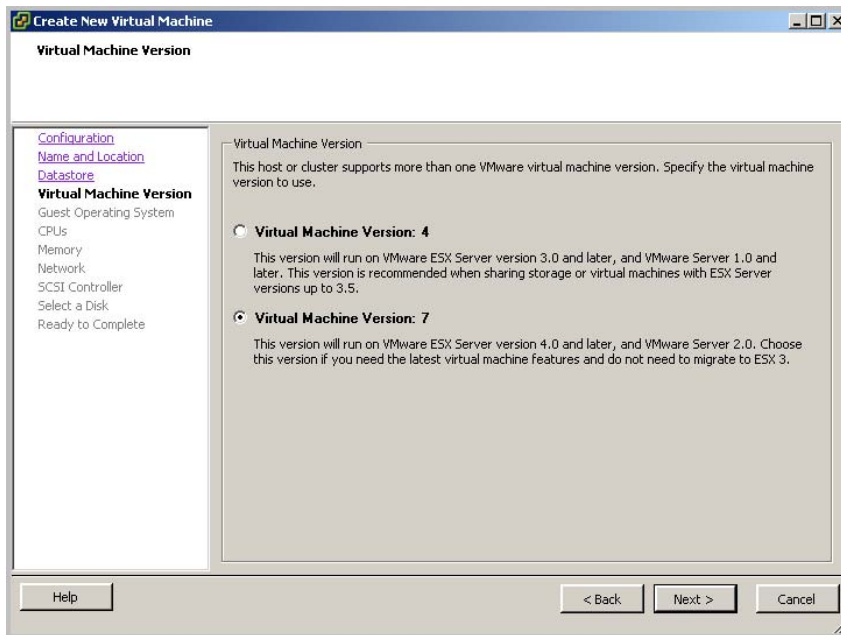 Create New Virtual Machine
Virtual Machine Version
Configuration
Name and Location
Datastore
Virtual Machine Version
Guest Operating System
CPUs
Memory
Network
SCSI Controller
Select a Disk
Ready to Complete
Virtual Machine Version
This host or cluster supports more than one VMware virtual machine version. Specify the virtual machine
version to use.
Virtual Machine Version: 4
This version will run on VMware ESX Server version 3.0 and later, and VMware Server 1.0 and
later. This version is recommended when sharing storage or virtual machines with ESX Server
versions up to 3.5.
Virtual Machine Version: 7
This version will run on VMware ESX Server version 4.0 and later, and VMware Server 2.0. Choose
this version if you need the latest virtual machine features and do not need to migrate to ESX 3.
Help
< Back
Next >
Cancel